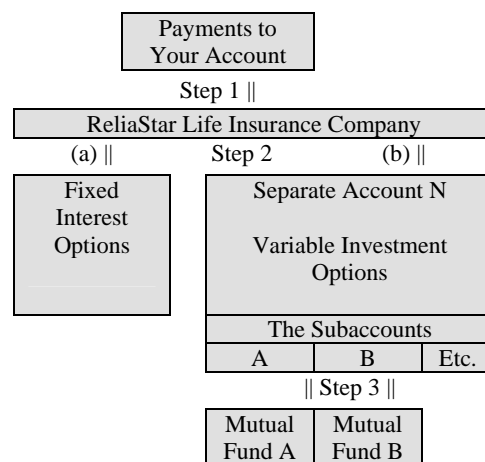 Payments to
Your Account
Step 1 ||
ReliaStar Life Insurance Company
(a) || Step 2 (b) ||
Fixed
Interest
Options
Separate Account N
Variable Investment
Options
The Subaccounts
A B Etc.
|| Step 3 ||
Mutual
Fund A
Mutual
Fund B